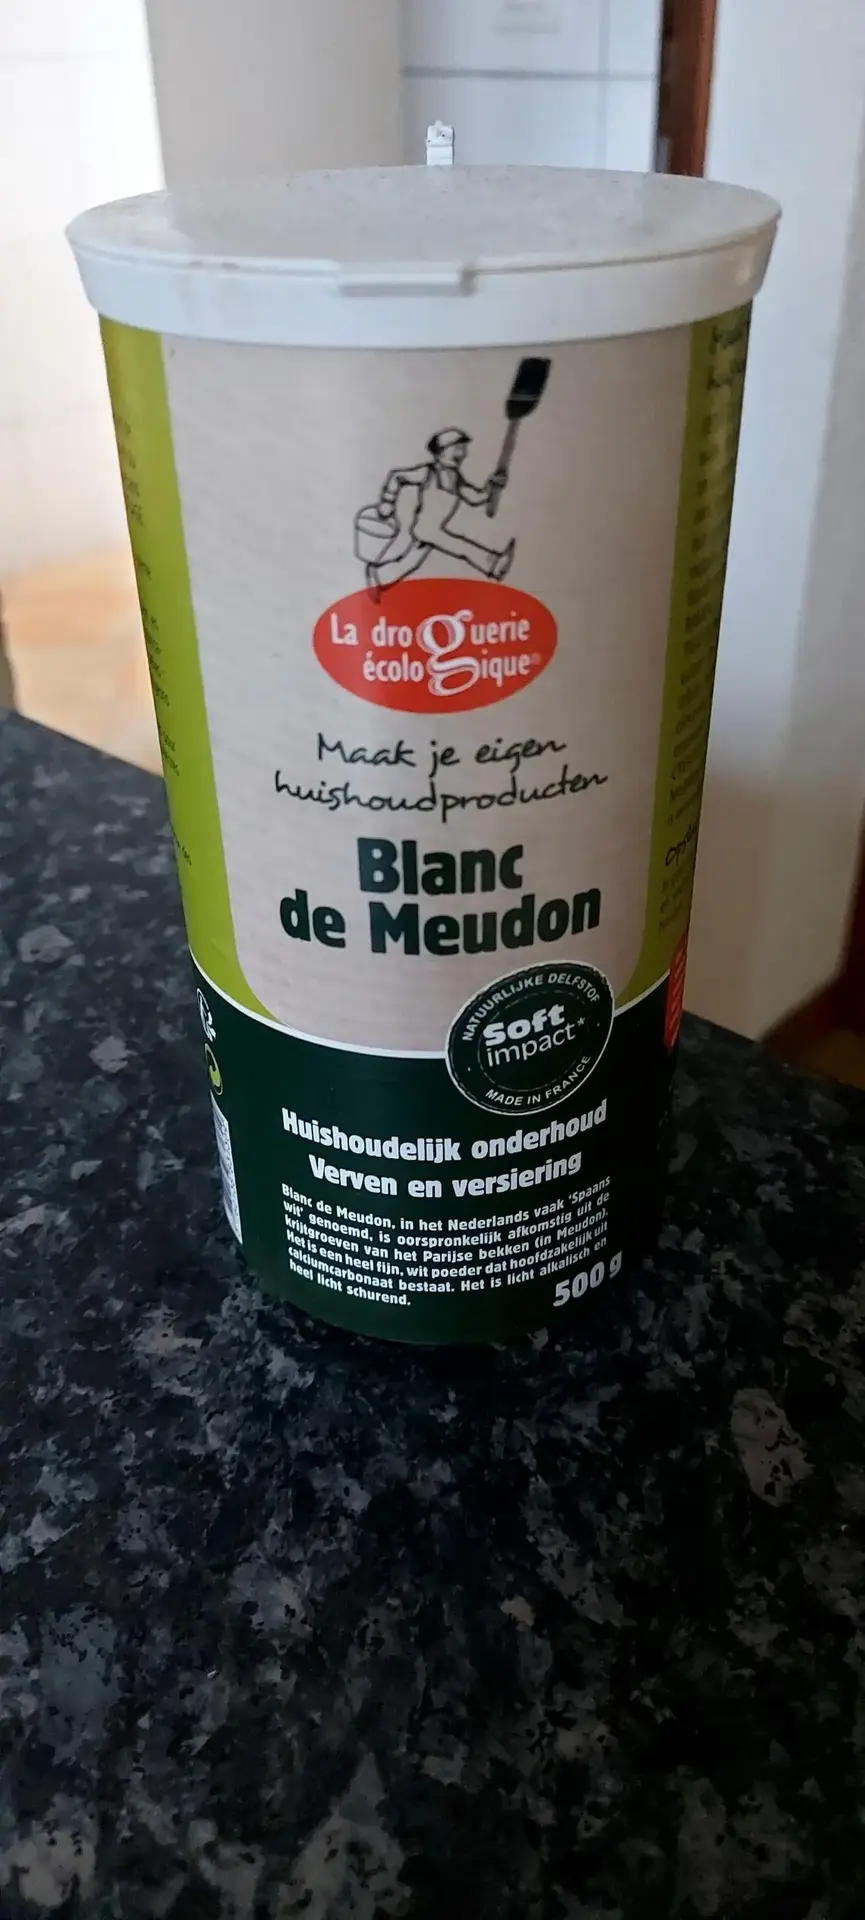 La droguerie
écologique®
Maak je eigen
huishoudproducten
Blanc
de Meudon
NATUURLIJKE DELFSTOF
Soft
impact*
MADE IN FRANCE
Huishoudelijk onderhoud
Verven en versiering
Blanc de Meudon, in het Nederlands vaak 'Spaans
wit' genoemd, is oorspronkelijk afkomstig uit de
krijtgroeven van het Parijse bekken (in Meudon).
Het is een heel fijn, wit poeder dat hoofdzakelijk uit
calciumcarbonaat bestaat. Het is licht alkalisch en
heel licht schurend.
500 g